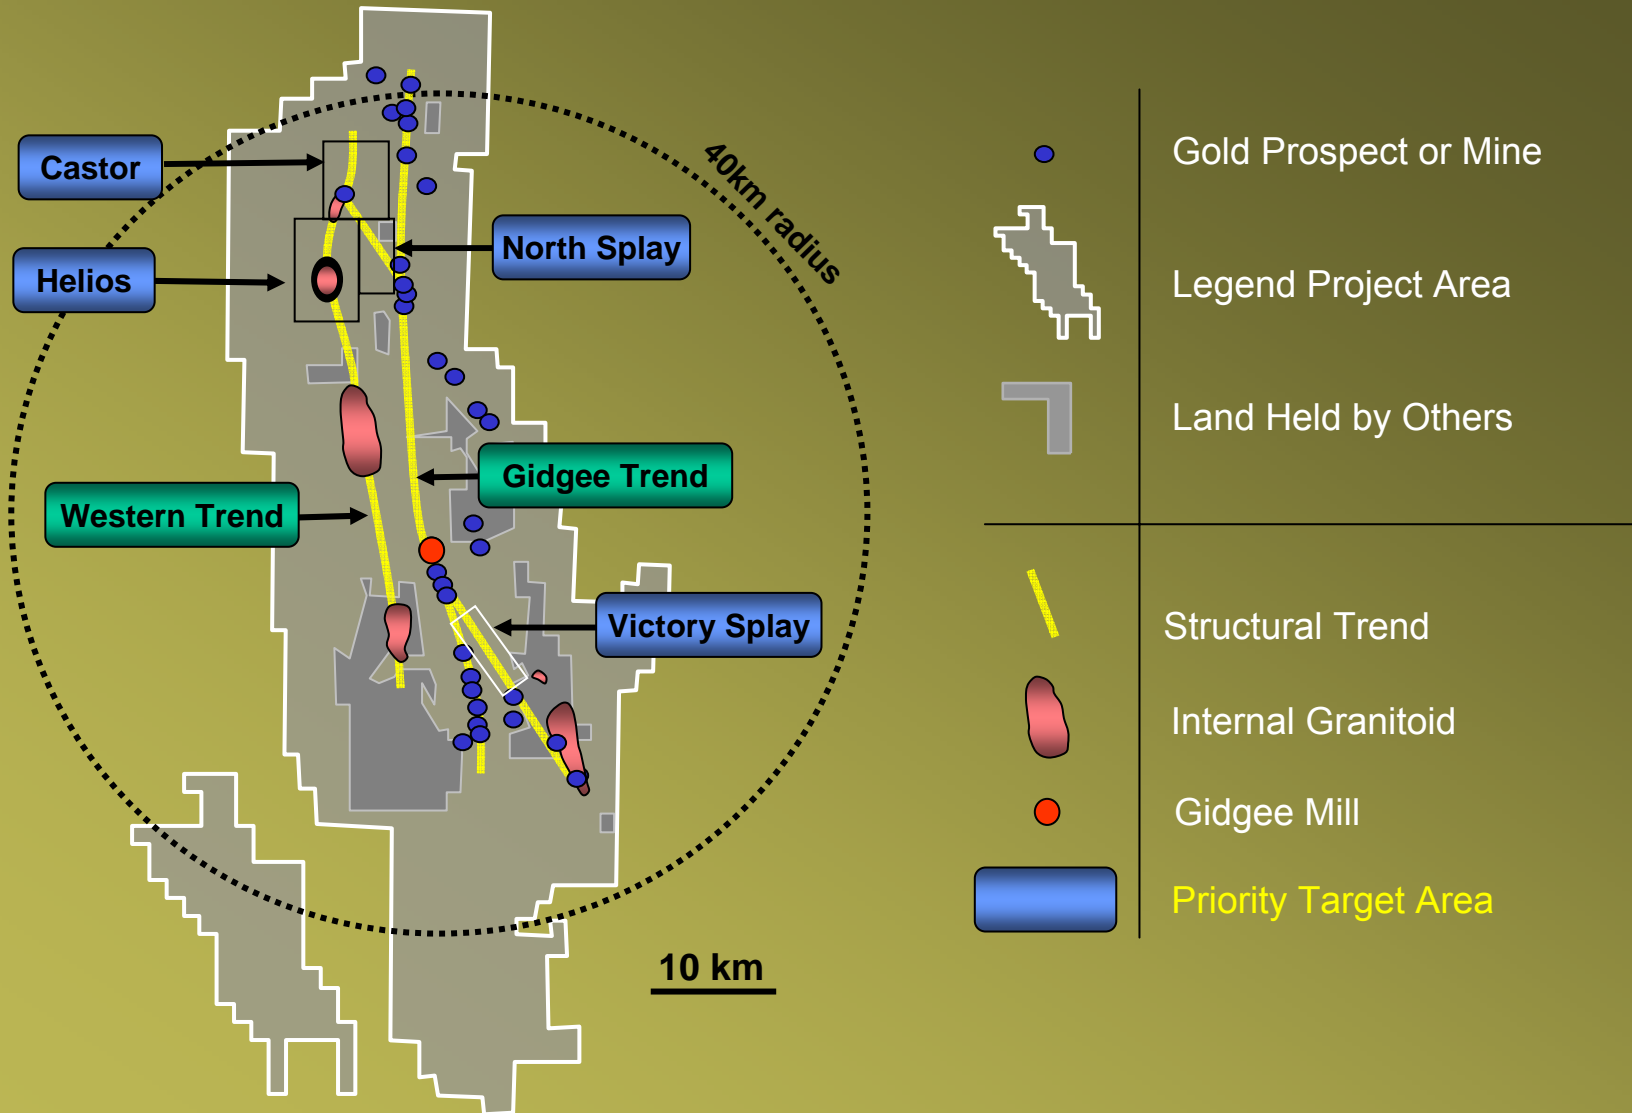 Castor
Helios
North Splay
40km radius
Gidgee Trend
Western Trend
Victory Splay
10 km
Gold Prospect or Mine
Legend Project Area
Land Held by Others
Structural Trend
Internal Granitoid
Gidgee Mill
Priority Target Area